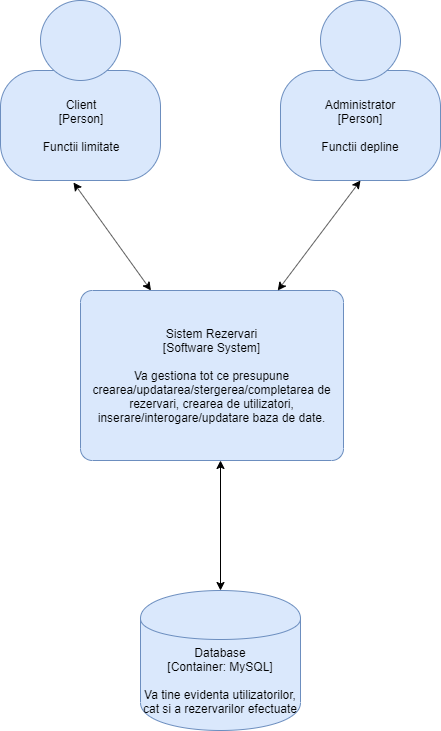 Client
[Person]
Functii limitate
Administrator
[Person]
Functii depline
Sistem Rezervari
[Software System]
Va gestiona tot ce presupune
crearea/updatarea/stergerea/completarea de
rezervari, crearea de utilizatori,
inserare/interogare/updatare baza de date.
Database
[Container: MySQL]
Va tine evidenta utilizatorilor,
cat si a rezervarilor efectuate